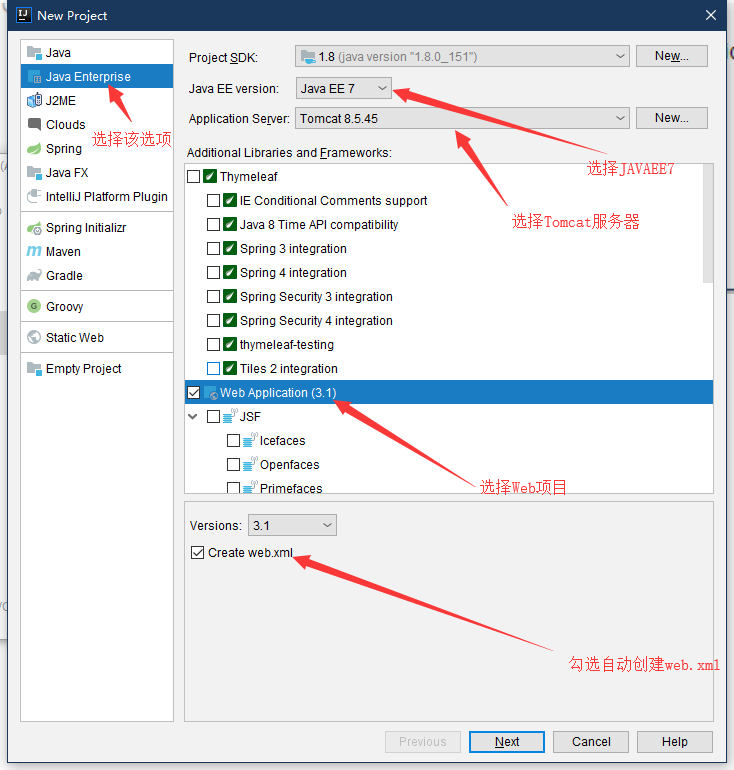 New Project
Java
Java Enterprise
J2ME
Clouds
Spring
Java FX
IntelliJ Platform Plugin
Spring Initializr
Maven
Gradle
Groovy
Static Web
Empty Project
选择该选项
Project SDK: 1.8 (java version "1.8.0_151") New...
Java EE version: Java EE 7
Application Server: Tomcat 8.5.45 New...
Additional Libraries and Frameworks:
选择JAVAEE7
选择Tomcat服务器
Thymeleaf
IE Conditional Comments support
Java 8 Time API compatibility
Spring 3 integration
Spring 4 integration
Spring Security 3 integration
Spring Security 4 integration
thymeleaf-testing
Tiles 2 integration
Web Application (3.1)
JSF
Icefaces
Openfaces
Primefaces
选择Web项目
Versions: 3.1
Create web.xml
勾选自动创建web.xml
Previous Next Cancel Help